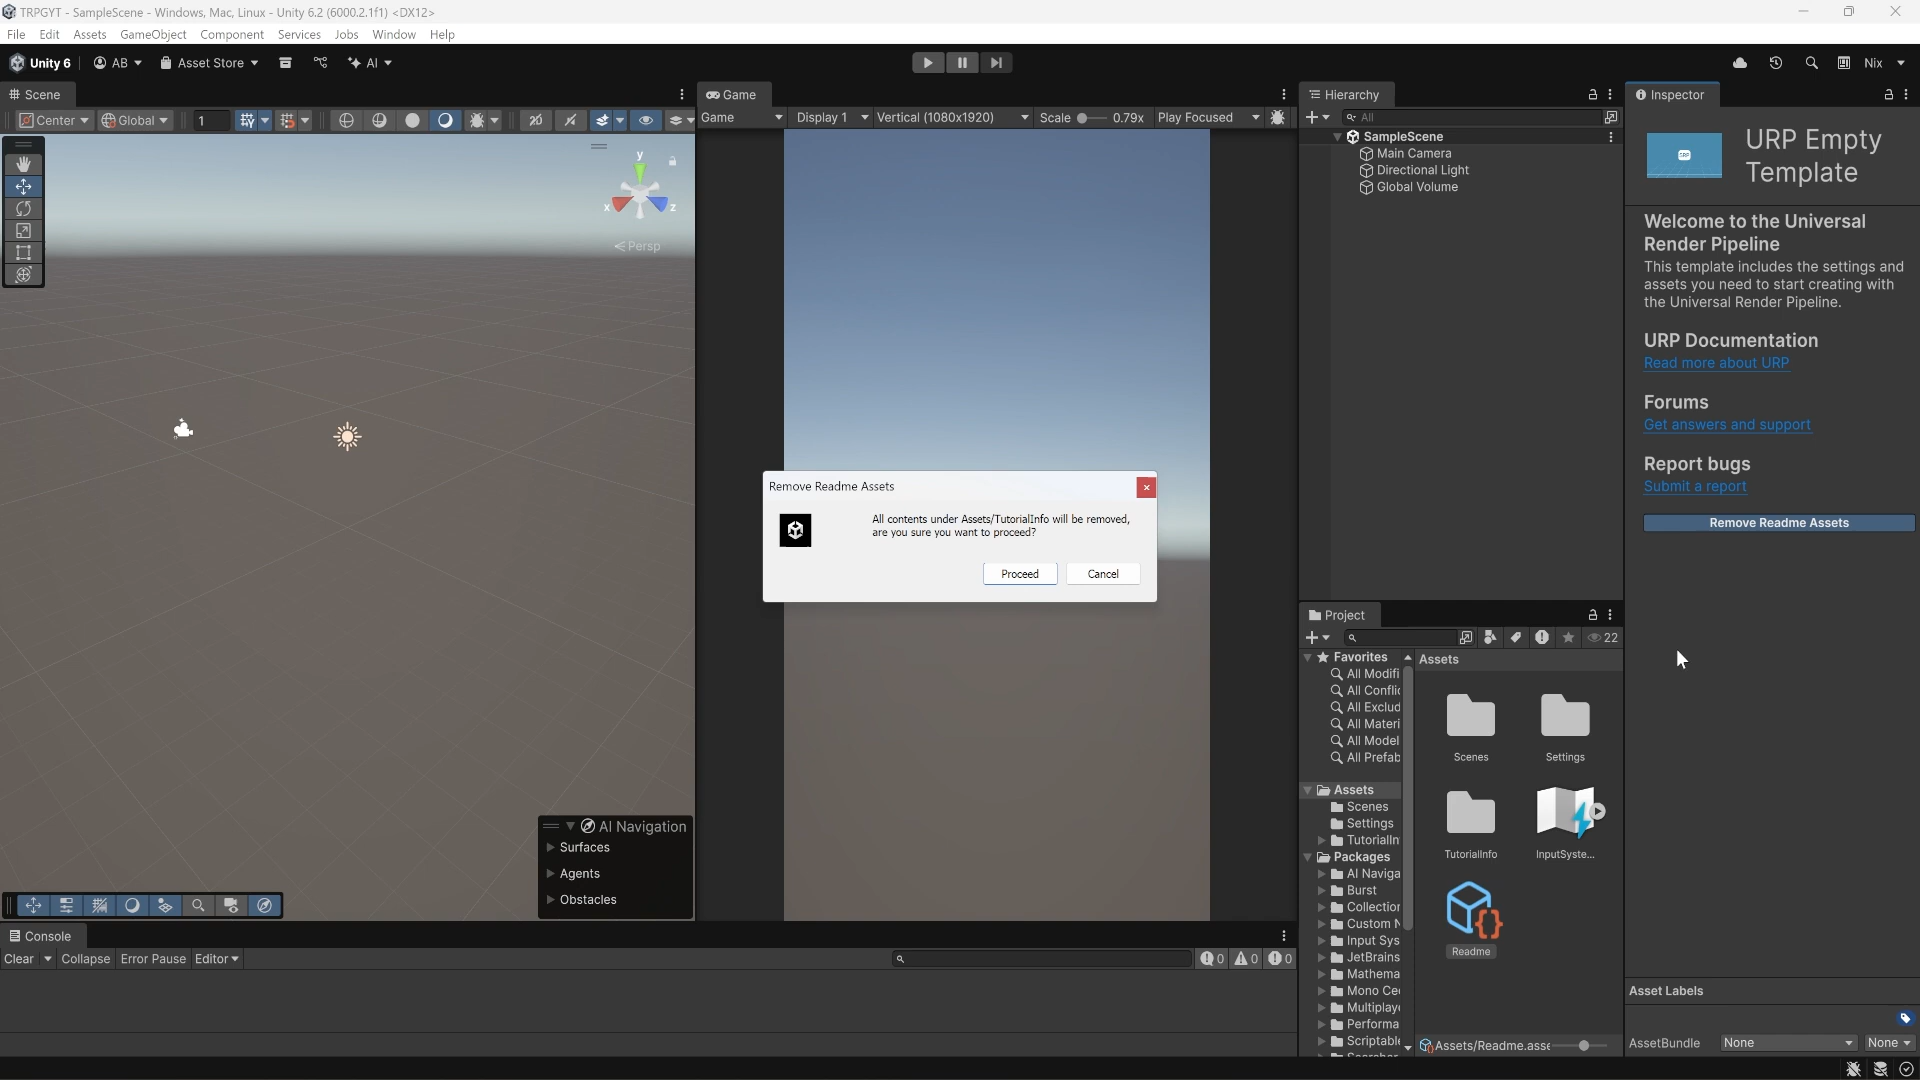 TRPGYT - SampleScene - Windows, Mac, Linux - Unity 6.2 (6000.2.1f1) <DX12>
File Edit Assets GameObject Component Services Jobs Window Help
Unity 6 AB Asset Store AI Nix
Scene
Center Global 1
y
x z
Persp
AI Navigation
Surfaces
Agents
Obstacles
Game
Game Display 1 Vertical (1080x1920) Scale 0.79x Play Focused
Remove Readme Assets
All contents under Assets/TutorialInfo will be removed,
are you sure you want to proceed?
Proceed Cancel
Console
Clear Collapse Error Pause Editor 0 0 0
Hierarchy
All
SampleScene
Main Camera
Directional Light
Global Volume
Project
22
Favorites
All Modifi
All Conflic
All Exclud
All Materi
All Model
All Prefab
Assets
Scenes
Settings
TutorialIn
Packages
AI Naviga
Burst
Collection
Custom N
Input Sys
JetBrains
Mathema
Mono Cec
Multiplaye
Performa
Scriptable
Assets
Scenes
Settings
TutorialInfo
InputSyste...
Readme
Assets/Readme.asse
Inspector
URP Empty
Template
Welcome to the Universal
Render Pipeline
This template includes the settings and
assets you need to start creating with
the Universal Render Pipeline.
URP Documentation
Read more about URP
Forums
Get answers and support
Report bugs
Submit a report
Remove Readme Assets
Asset Labels
AssetBundle None None